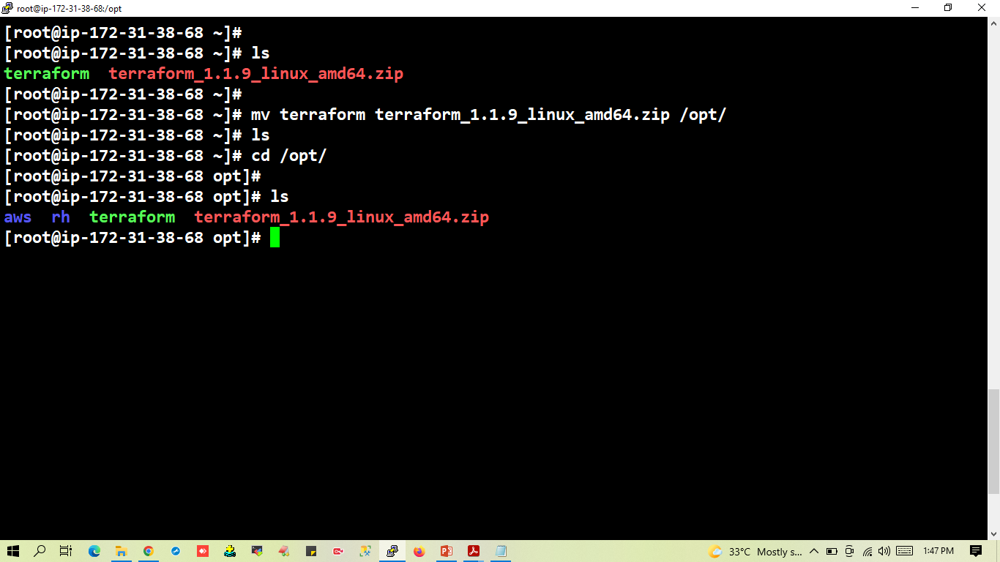 root@ip-172-31-38-68:/opt
[root@ip-172-31-38-68 ~]#
[root@ip-172-31-38-68 ~]# ls
terraform  terraform_1.1.9_linux_amd64.zip
[root@ip-172-31-38-68 ~]#
[root@ip-172-31-38-68 ~]# mv terraform terraform_1.1.9_linux_amd64.zip /opt/
[root@ip-172-31-38-68 ~]# ls
[root@ip-172-31-38-68 ~]# cd /opt/
[root@ip-172-31-38-68 opt]#
[root@ip-172-31-38-68 opt]# ls
aws  rh  terraform  terraform_1.1.9_linux_amd64.zip
[root@ip-172-31-38-68 opt]#
33°C Mostly s... 1:47 PM